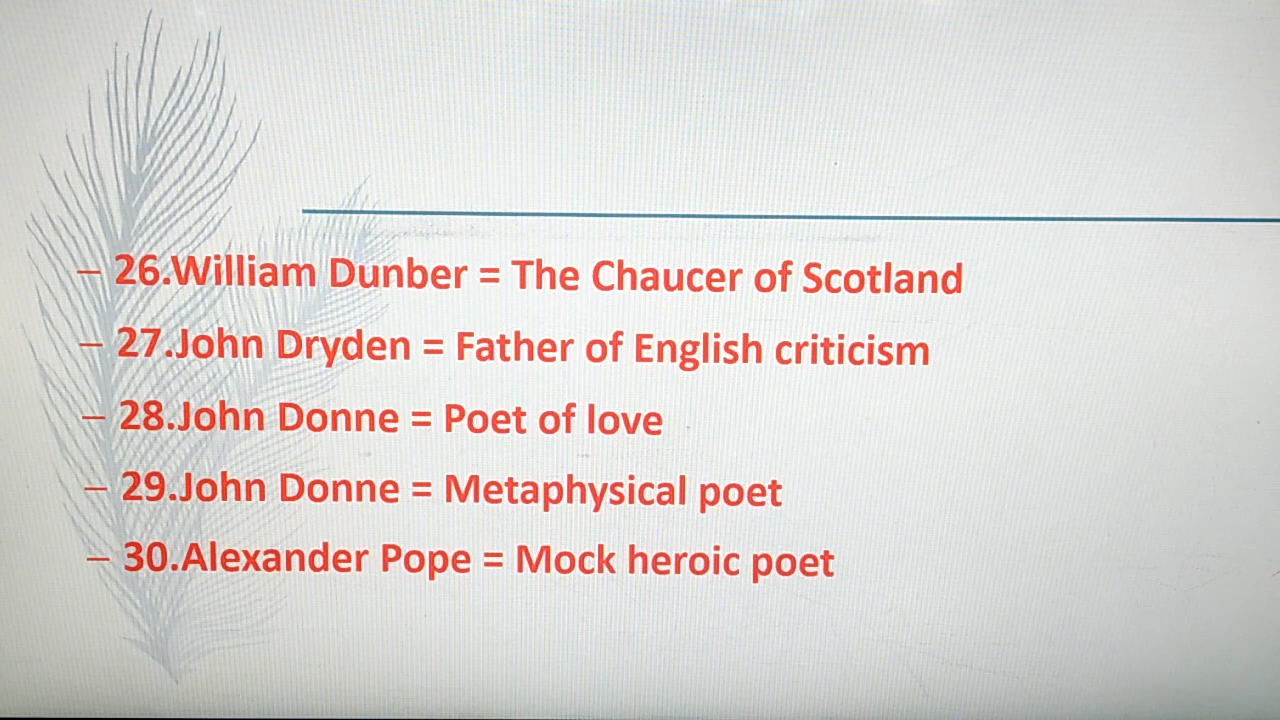 – 26.William Dunber = The Chaucer of Scotland
– 27.John Dryden = Father of English criticism
– 28.John Donne = Poet of love
– 29.John Donne = Metaphysical poet
– 30.Alexander Pope = Mock heroic poet